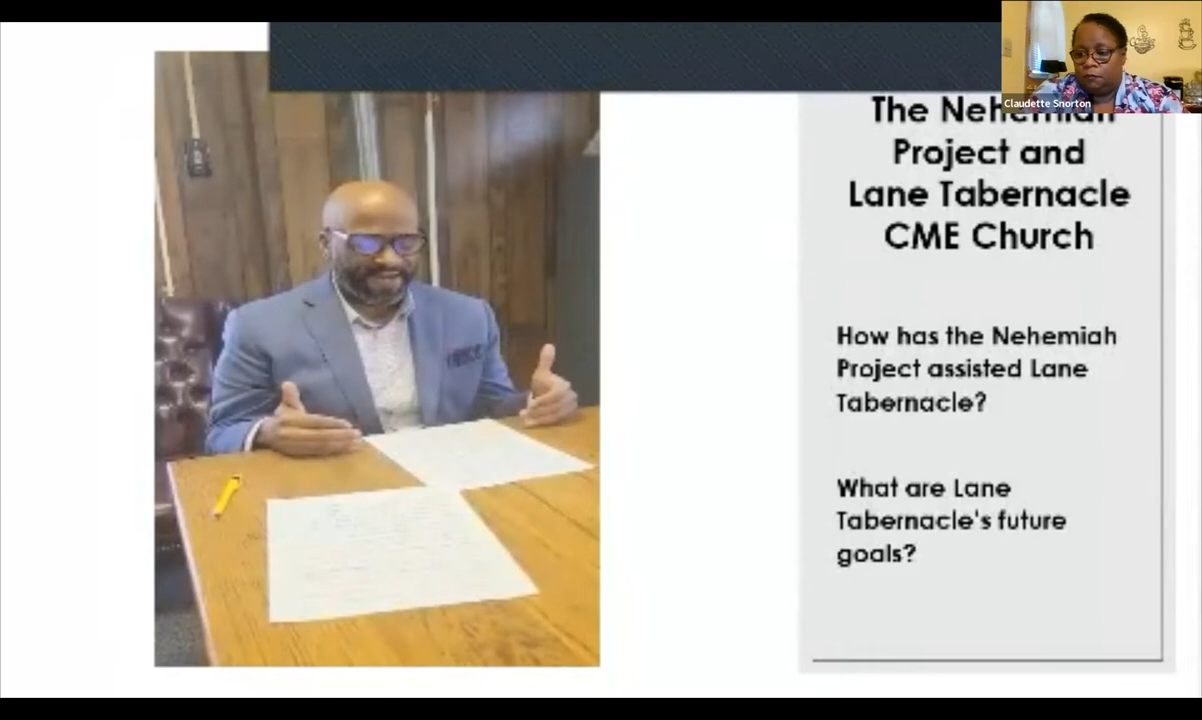 Claudette Snorton
The Nehemiah
Project and
Lane Tabernacle
CME Church
How has the Nehemiah
Project assisted Lane
Tabernacle?
What are Lane
Tabernacle's future
goals?